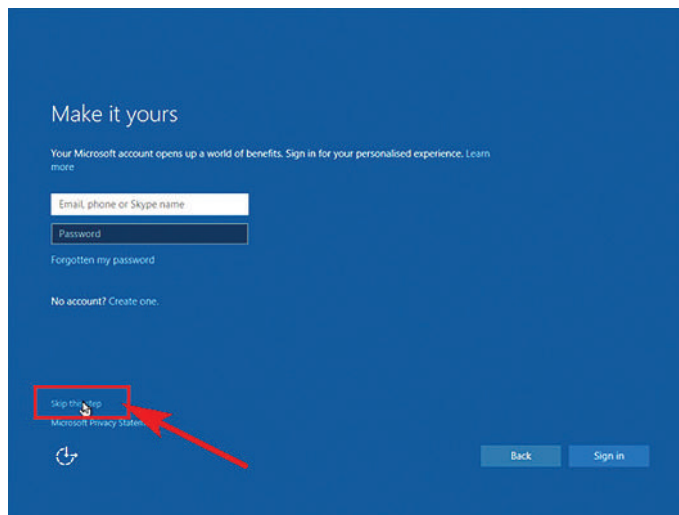 Make it yours
Your Microsoft account opens up a world of benefits. Sign in for your personalised experience. Learn
more
Email, phone or Skype name
Password
Forgotten my password
No account? Create one.
Skip this step
Microsoft Privacy
Back
Sign in